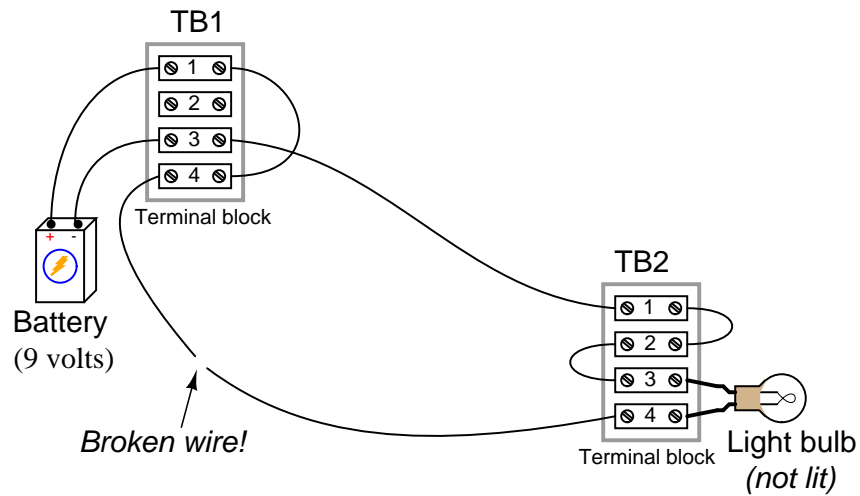 TB1
1
2
3
4
Terminal block
+ -
Battery
(9 volts)
Broken wire!
TB2
1
2
3
4
Terminal block
Light bulb
(not lit)